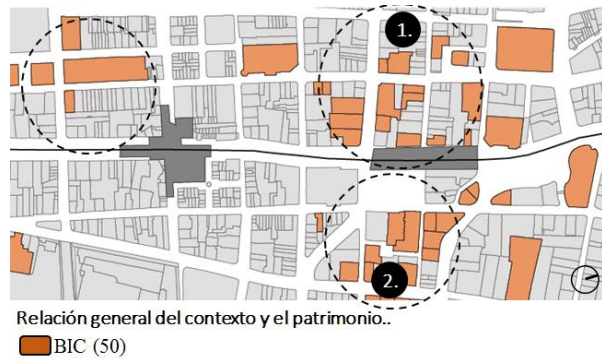 1.
2.
Relación general del contexto y el patrimonio..
BIC (50)